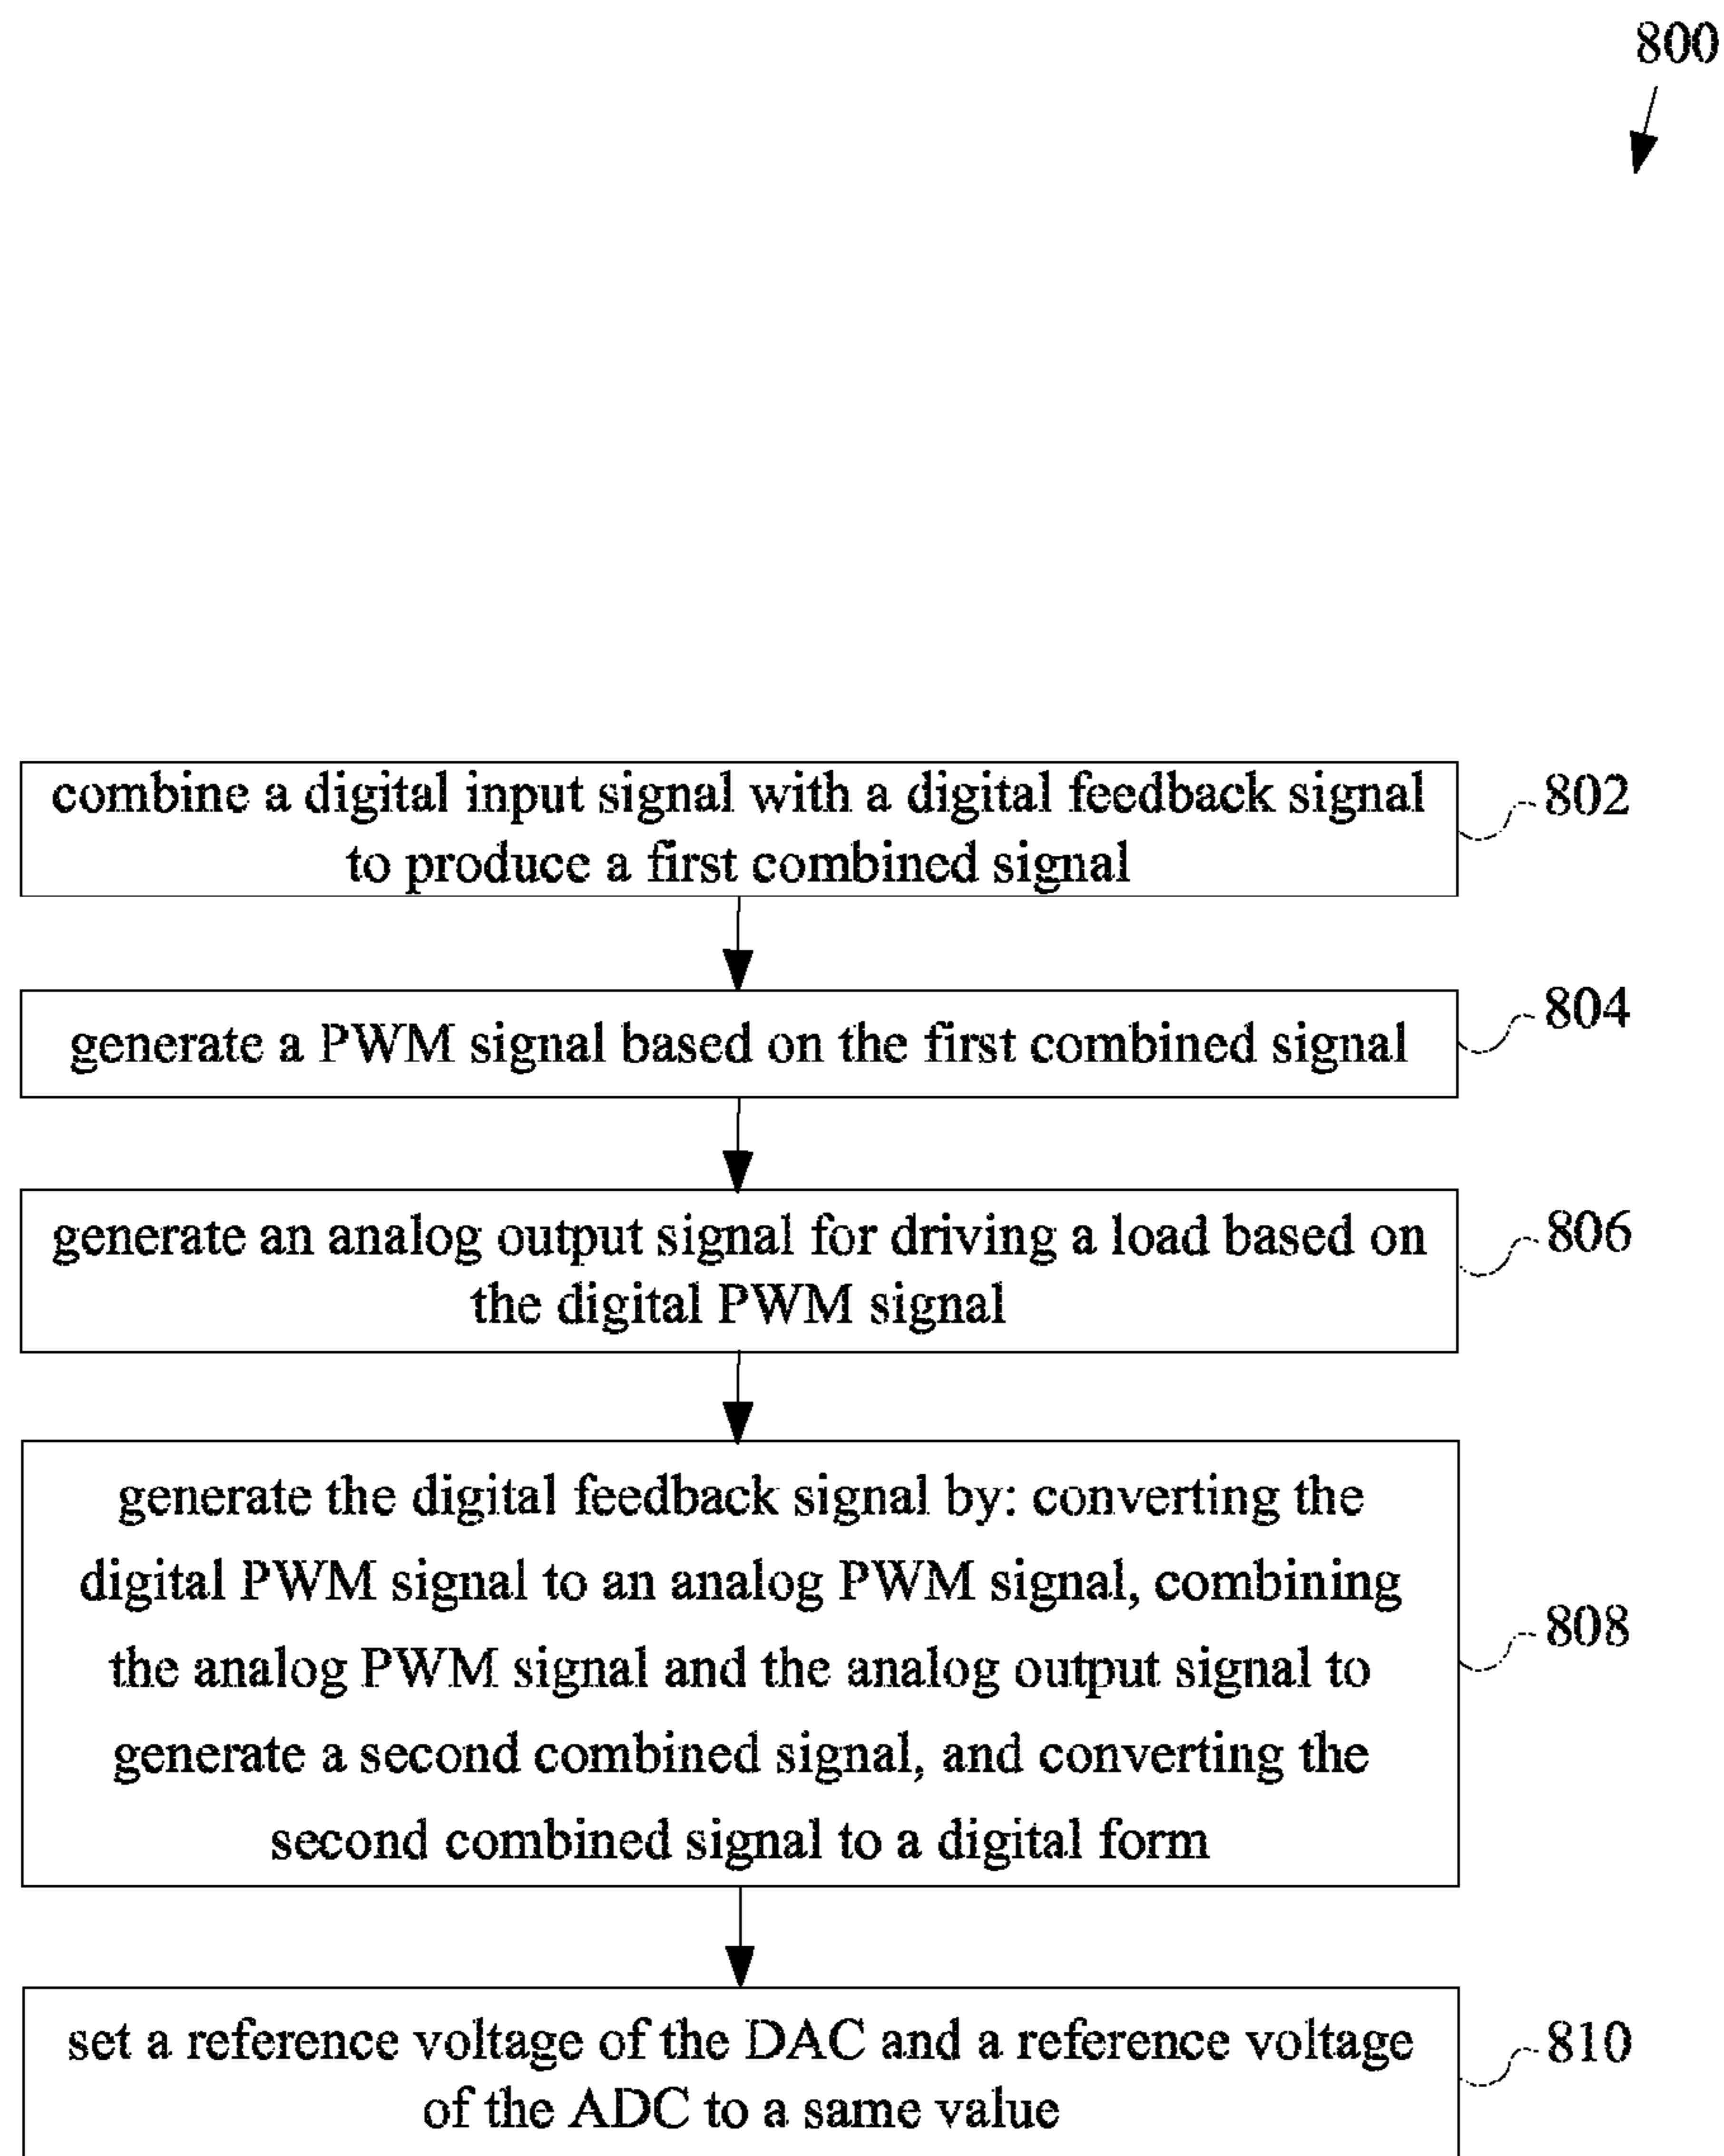 800
combine a digital input signal with a digital feedback signal
to produce a first combined signal
802
generate a PWM signal based on the first combined signal
804
generate an analog output signal for driving a load based on
the digital PWM signal
806
generate the digital feedback signal by: converting the
digital PWM signal to an analog PWM signal, combining
the analog PWM signal and the analog output signal to
generate a second combined signal, and converting the
second combined signal to a digital form
808
set a reference voltage of the DAC and a reference voltage
of the ADC to a same value
810